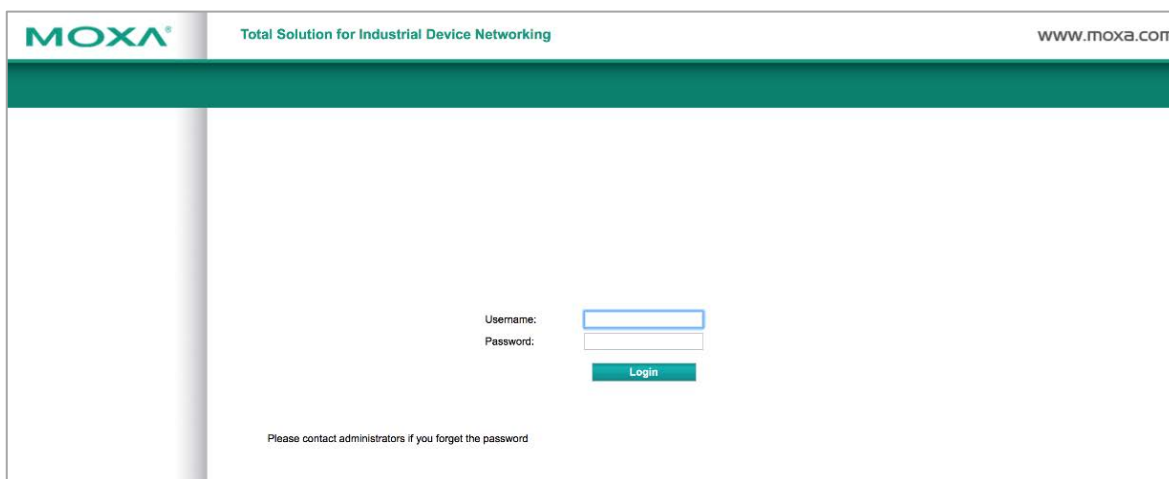 MOXA®
Total Solution for Industrial Device Networking
www.moxa.com
Username:
Password:
Login
Please contact administrators if you forget the password